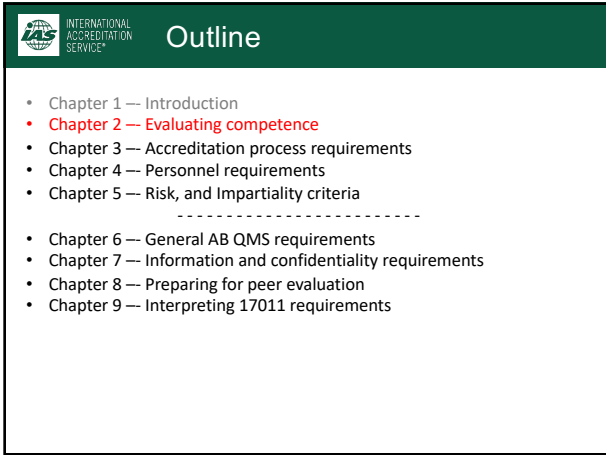 IAS
INTERNATIONAL
ACCREDITATION
SERVICE®
Outline
• Chapter 1 –- Introduction
• Chapter 2 –- Evaluating competence
• Chapter 3 –- Accreditation process requirements
• Chapter 4 –- Personnel requirements
• Chapter 5 –- Risk, and Impartiality criteria
- - - - - - - - - - - - - - - - - - - - - - - - -
• Chapter 6 –- General AB QMS requirements
• Chapter 7 –- Information and confidentiality requirements
• Chapter 8 –- Preparing for peer evaluation
• Chapter 9 –- Interpreting 17011 requirements